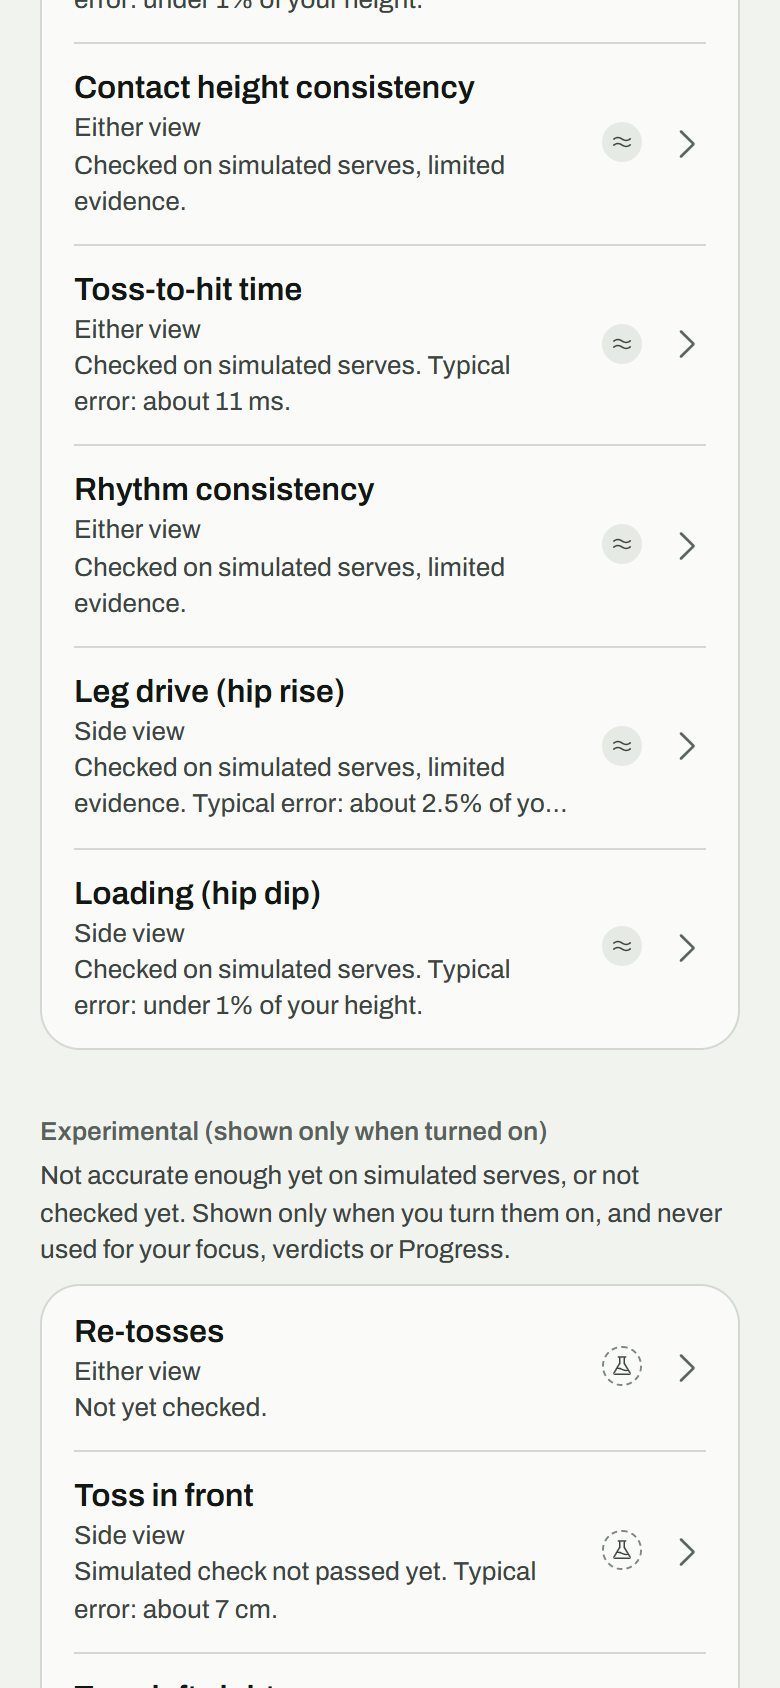 error: under 1% of your height.
Contact height consistency
Either view
Checked on simulated serves, limited
evidence.
Toss-to-hit time
Either view
Checked on simulated serves. Typical
error: about 11 ms.
Rhythm consistency
Either view
Checked on simulated serves, limited
evidence.
Leg drive (hip rise)
Side view
Checked on simulated serves, limited
evidence. Typical error: about 2.5% of yo...
Loading (hip dip)
Side view
Checked on simulated serves. Typical
error: under 1% of your height.
Experimental (shown only when turned on)
Not accurate enough yet on simulated serves, or not
checked yet. Shown only when you turn them on, and never
used for your focus, verdicts or Progress.
Re-tosses
Either view
Not yet checked.
Toss in front
Side view
Simulated check not passed yet. Typical
error: about 7 cm.